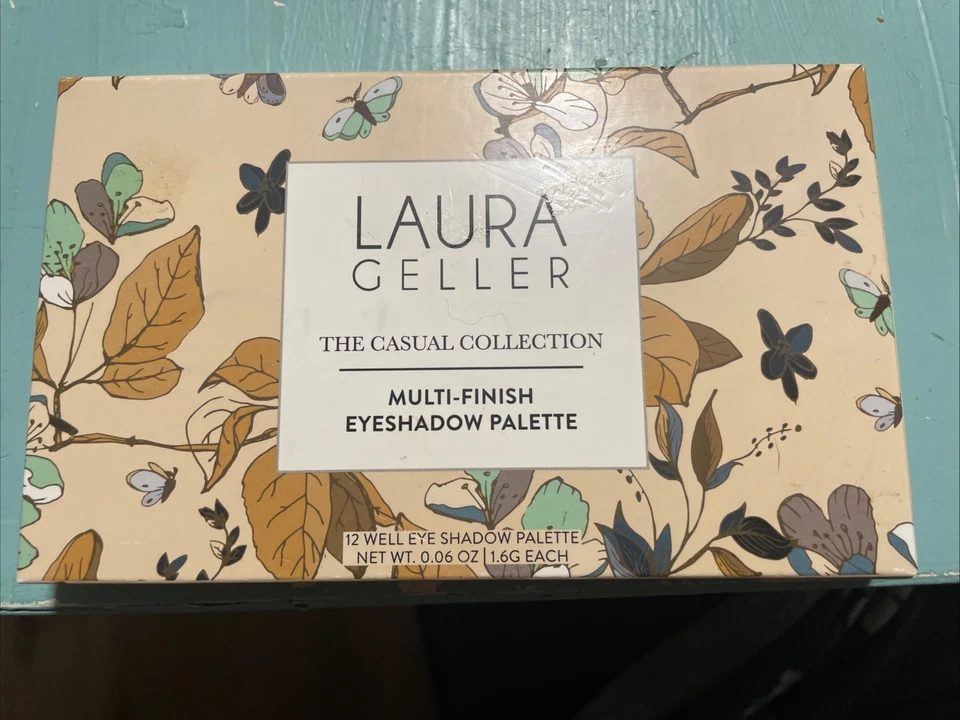 LAURA
GELLER
THE CASUAL COLLECTION
MULTI-FINISH
EYESHADOW PALETTE
12 WELL EYE SHADOW PALETTE
NET WT. 0.06 OZ | 1.6G EACH